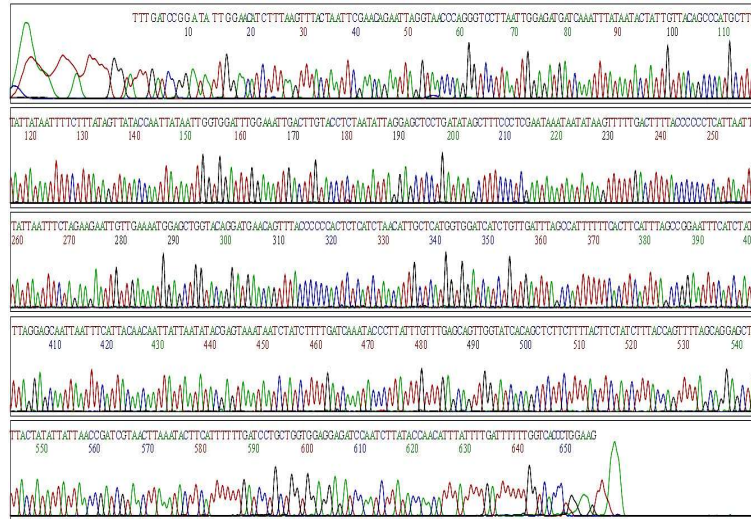 TTTGATCCGGATATTGGAACATCTTTAAGTTTACTAATTCGAACAGAATTAGGTAACCCAGGGTCCTTAATTGGAGATGATCAAATTTATAATACTATTGTTACAGCCCATGCTTT
10 20 30 40 50 60 70 80 90 100 110
TATTATAATTTTCTTTATAGTTATACCAATTATAATTGGTGGATTTGGAAATTGACTTGTACCTCTAATATTAGGAGCTCCTGATATAGCTTTCCCTCGAATAAATAATATAAGTTTTTGACTTTTACCCCCCTCATTAATTT
120 130 140 150 160 170 180 190 200 210 220 230 240 250
TATTAATTTCTAGAAGAATTGTTGAAAATGGAGCTGGTACAGGATGAACAGTTTACCCCCCACTCTCATCTAACATTGCTCATGGTGGATCATCTGTTGATTTAGCCATTTTTTCACTTCATTTAGCCGGAATTTCATCTAT
260 270 280 290 300 310 320 330 340 350 360 370 380 390 40
TTAGGAGCAATTAATTTCATTACAACAATTATTAATATACGAGTAAATAATCTATCTTTTGATCAAATACCCTTATTTGTTTGAGCAGTTGGTATCACAGCTCTTCTTTTACTTCTATCTTTACCAGTTTTAGCAGGAGCT
410 420 430 440 450 460 470 480 490 500 510 520 530 540
TTACTATATTATTAACCGATCGTAACTTAAATACTTCATTTTTTGATCCTGCTGGTGGAGGAGATCCAATCTTATACCAACATTTATTTTGATTTTTTGGTCACCCTGGAAG
550 560 570 580 590 600 610 620 630 640 650